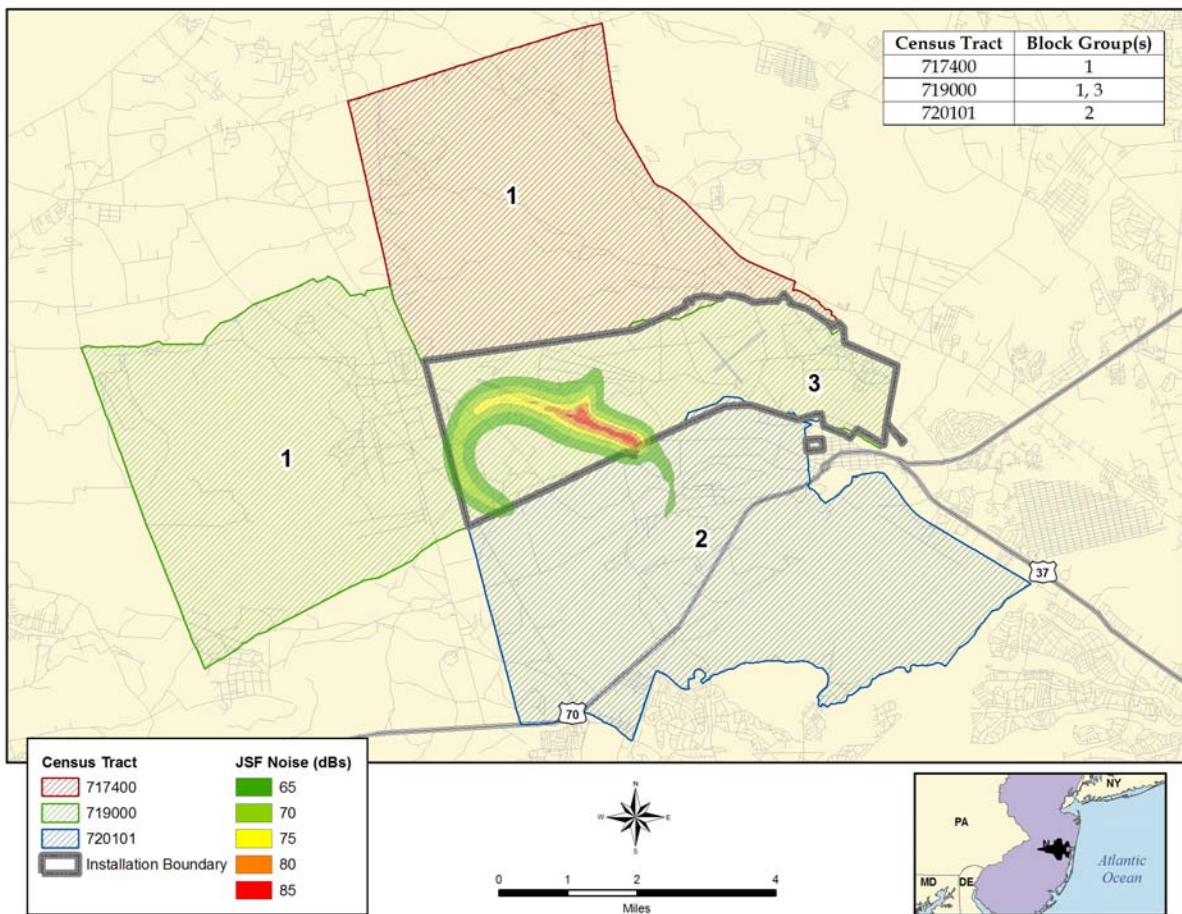 Census Tract Block Group(s)
717400 1
719000 1, 3
720101 2
1
3
1
2
37
70
Census Tract
717400
719000
720101
Installation Boundary
JSF Noise (dBs)
65
70
75
80
85
N
W E
S
0 1 2 4
Miles
NY
PA
N
MD
DE
Atlantic
Ocean